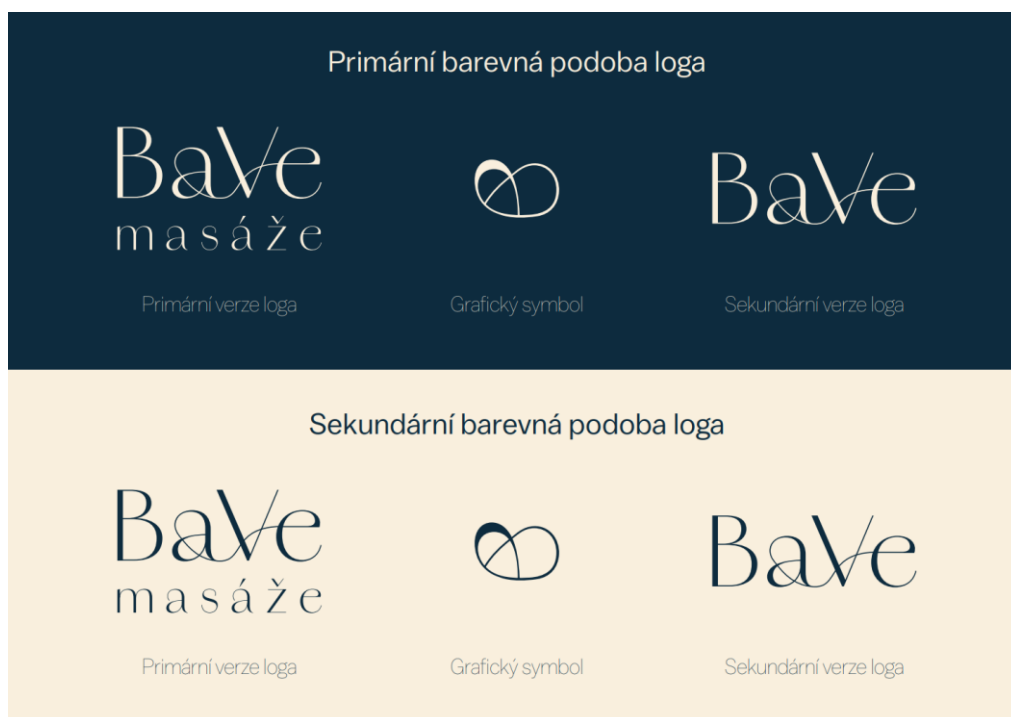 Primární barevná podoba loga
BaVe
masáže
BaVe
Primární verze loga
Grafický symbol
Sekundární verze loga
Sekundární barevná podoba loga
BaVe
masáže
BaVe
Primární verze loga
Grafický symbol
Sekundární verze loga